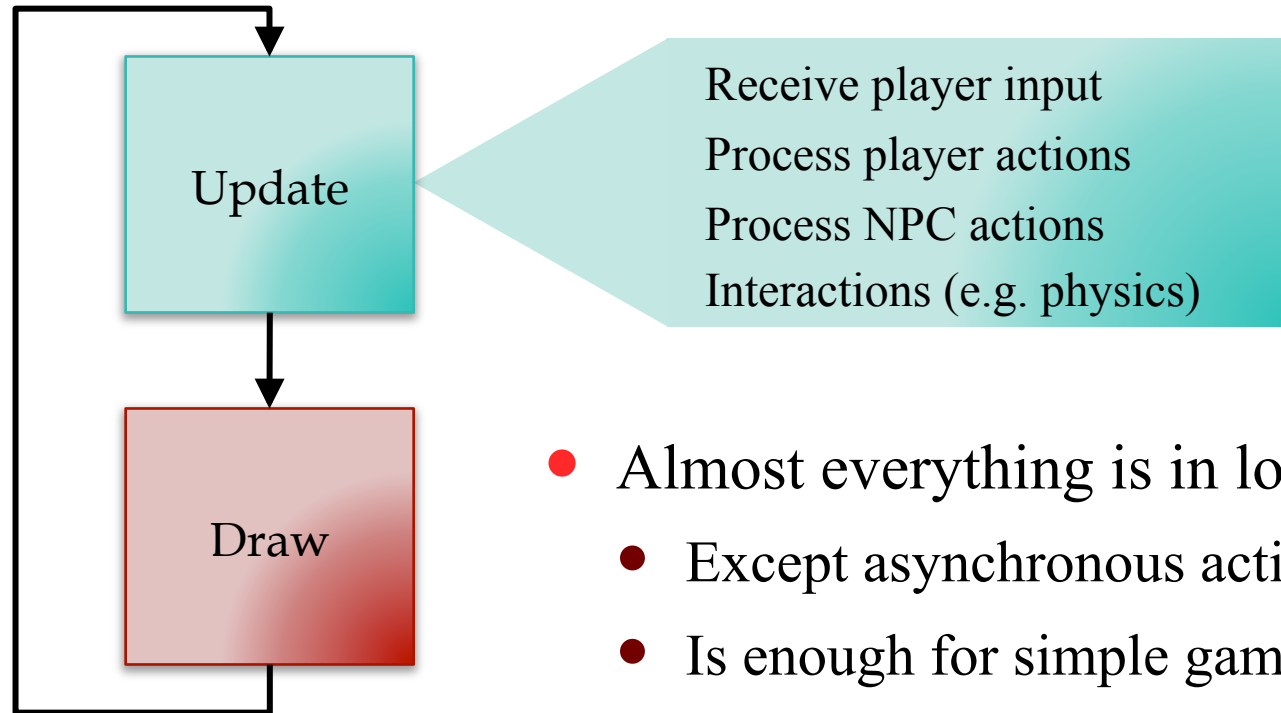 Update
Receive player input
Process player actions
Process NPC actions
Interactions (e.g. physics)
Draw
Almost everything is in lo
Except asynchronous acti
Is enough for simple gam